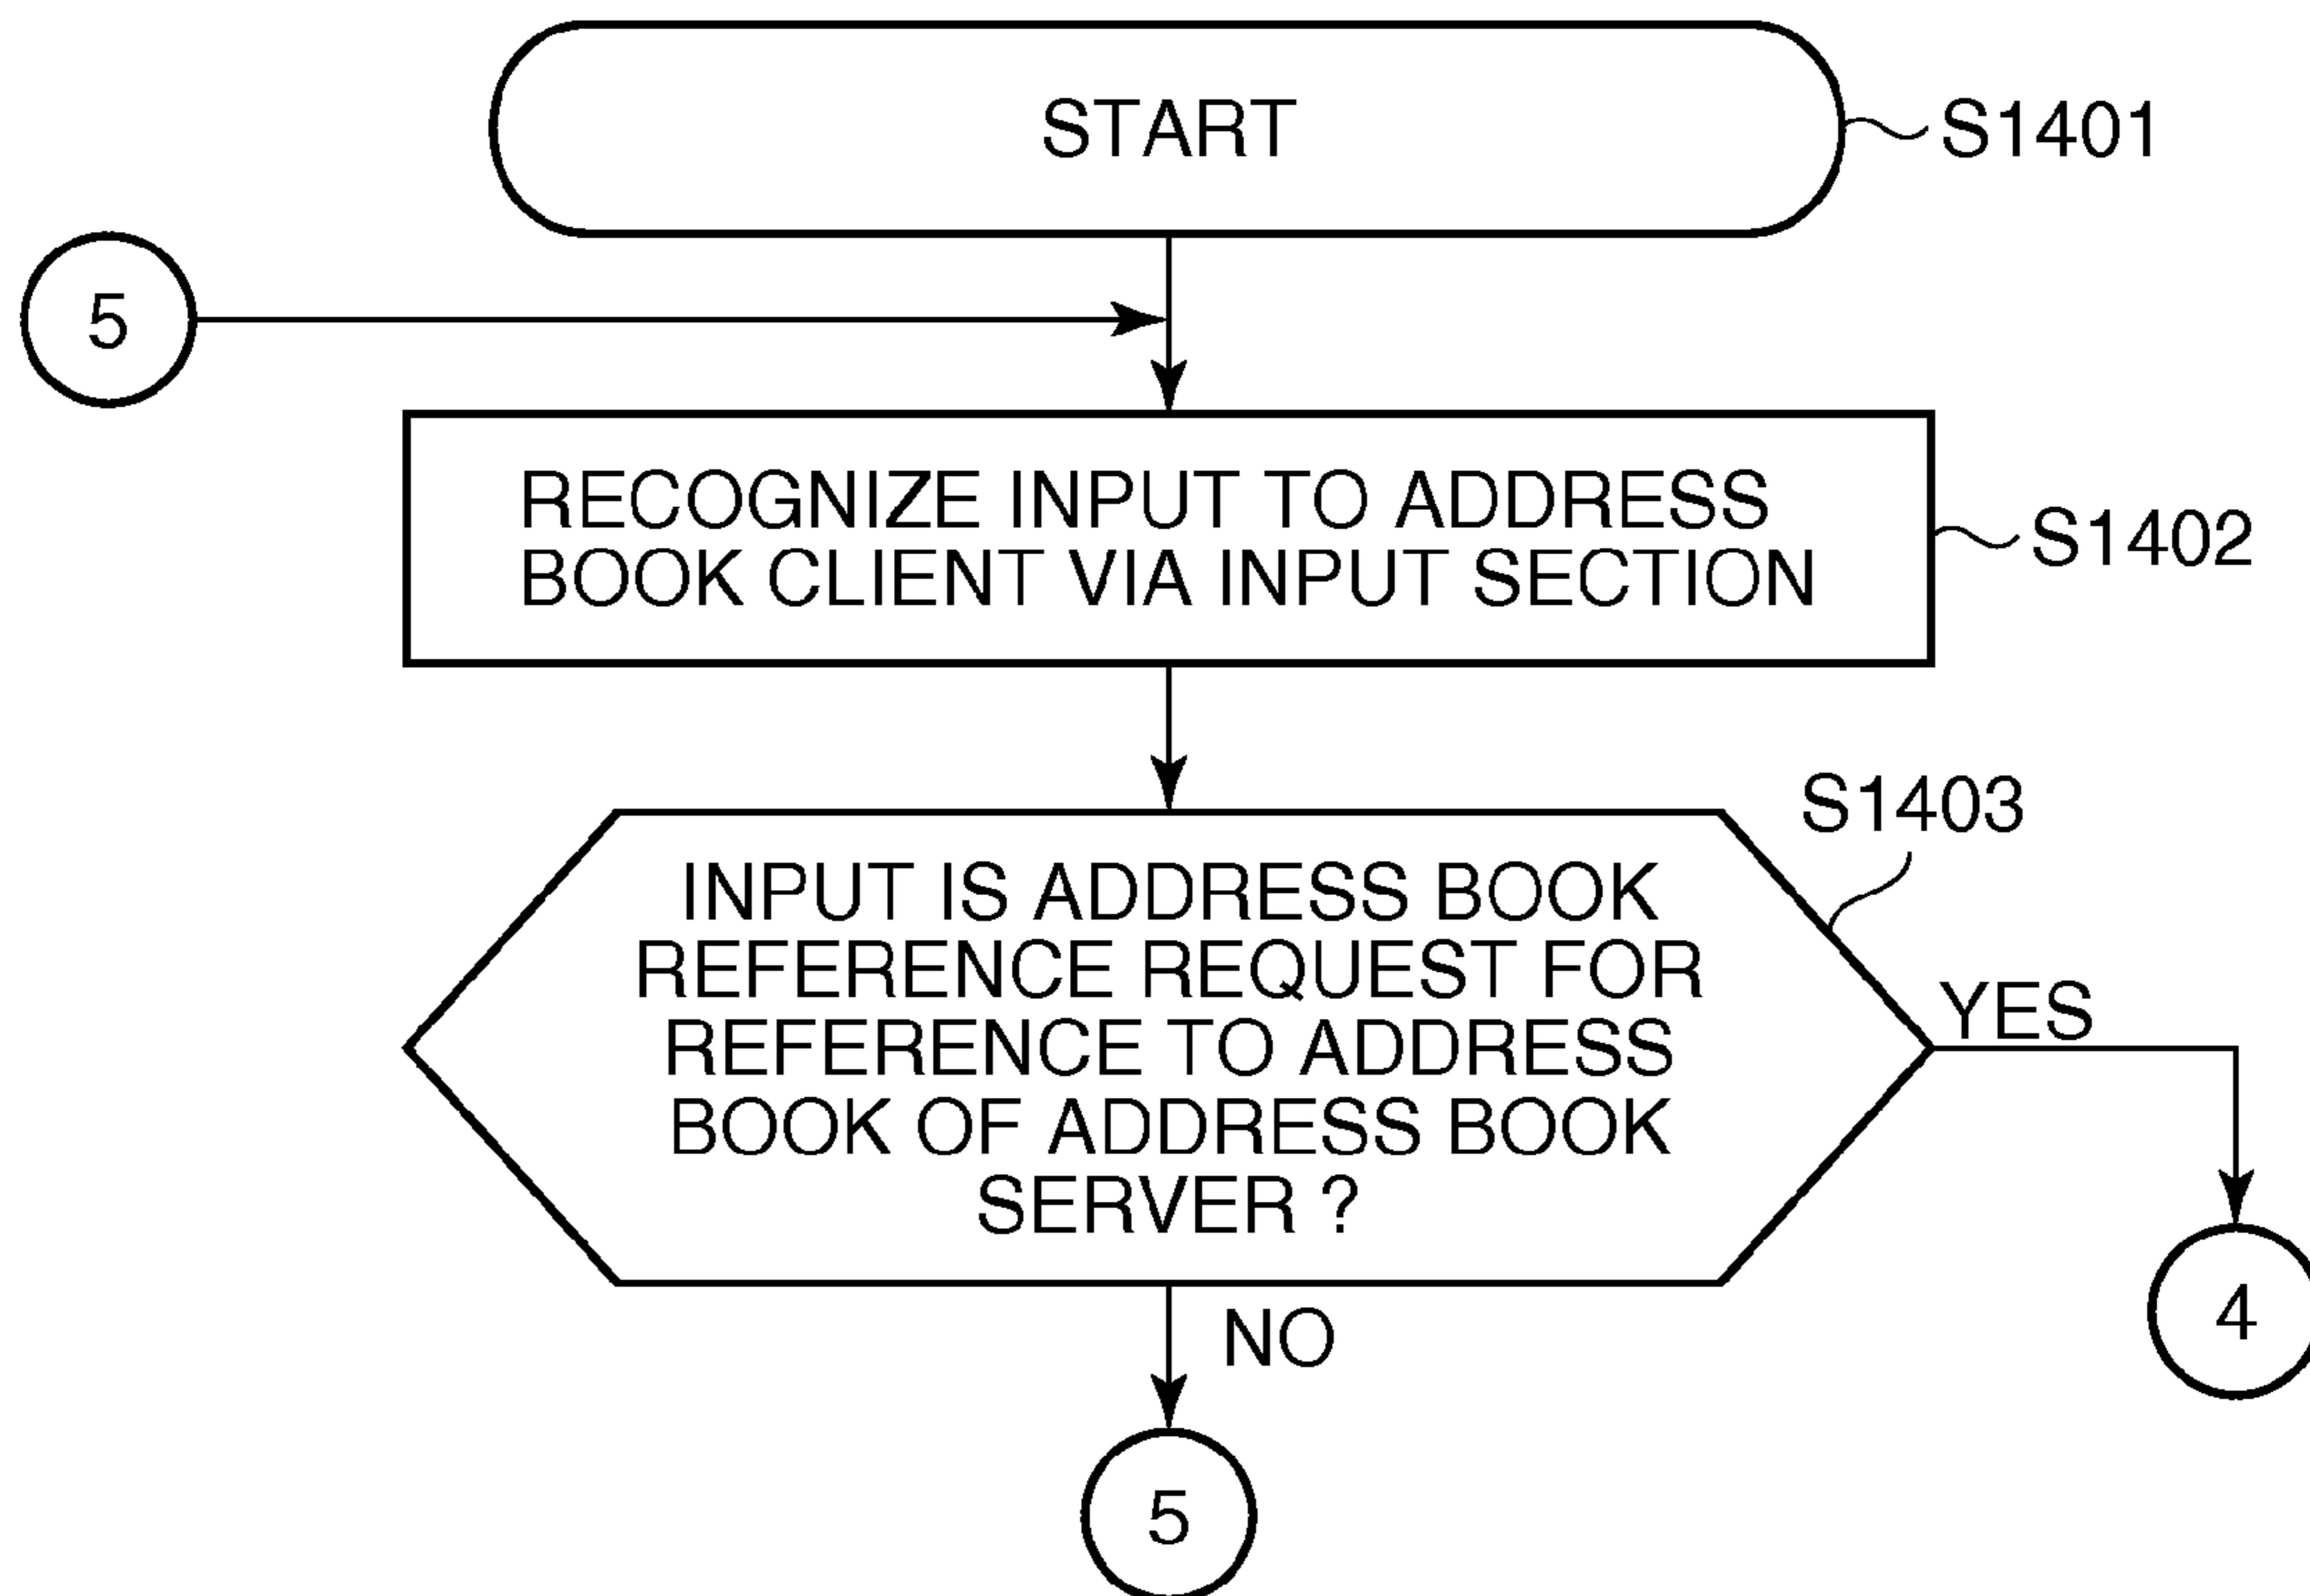 START
S1401
5
RECOGNIZE INPUT TO ADDRESS
BOOK CLIENT VIA INPUT SECTION
S1402
S1403
INPUT IS ADDRESS BOOK
REFERENCE REQUEST FOR
REFERENCE TO ADDRESS
BOOK OF ADDRESS BOOK
SERVER ?
YES
4
NO
5